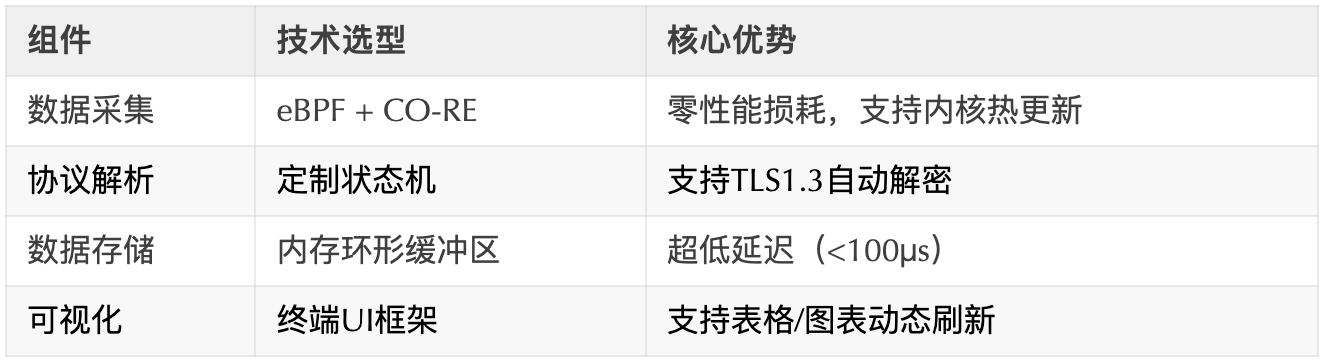 组件 技术选型 核心优势
数据采集 eBPF + CO-RE 零性能损耗，支持内核热更新
协议解析 定制状态机 支持TLS1.3自动解密
数据存储 内存环形缓冲区 超低延迟（<100μs）
可视化 终端UI框架 支持表格/图表动态刷新